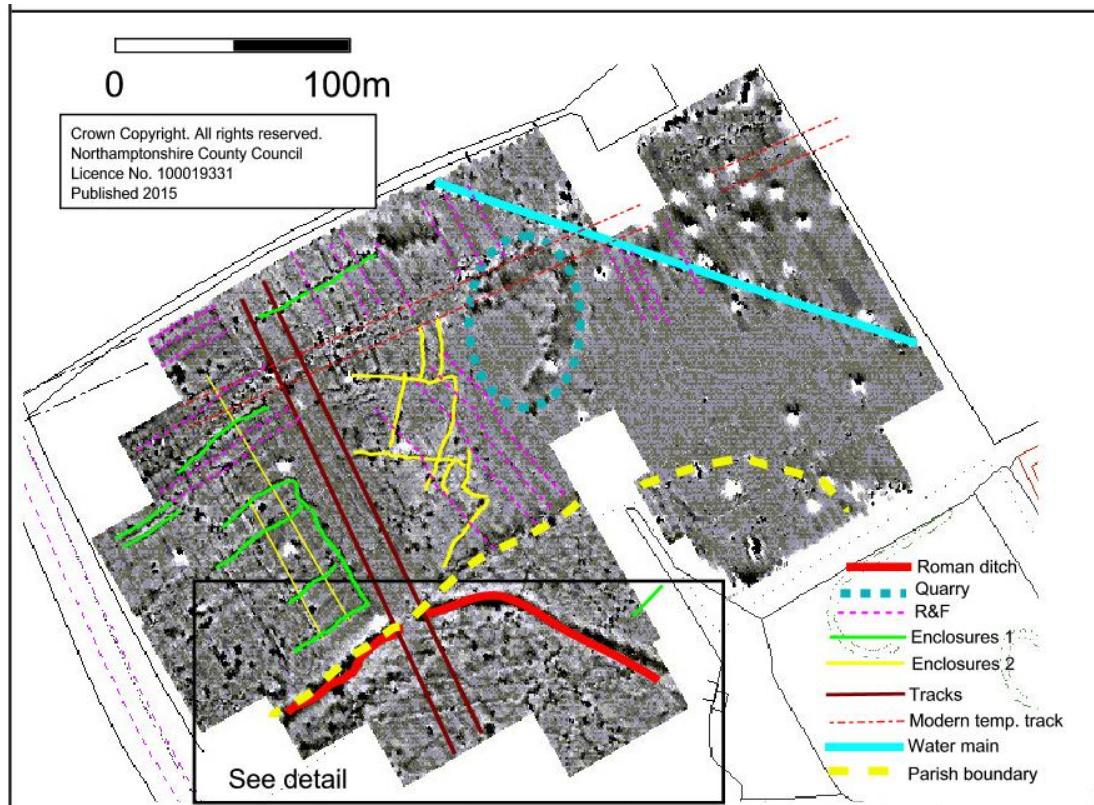 0 100m
Crown Copyright. All rights reserved.
Northamptonshire County Council
Licence No. 100019331
Published 2015
Roman ditch
Quarry
R&F
Enclosures 1
Enclosures 2
Tracks
Modern temp. track
Water main
Parish boundary
See detail